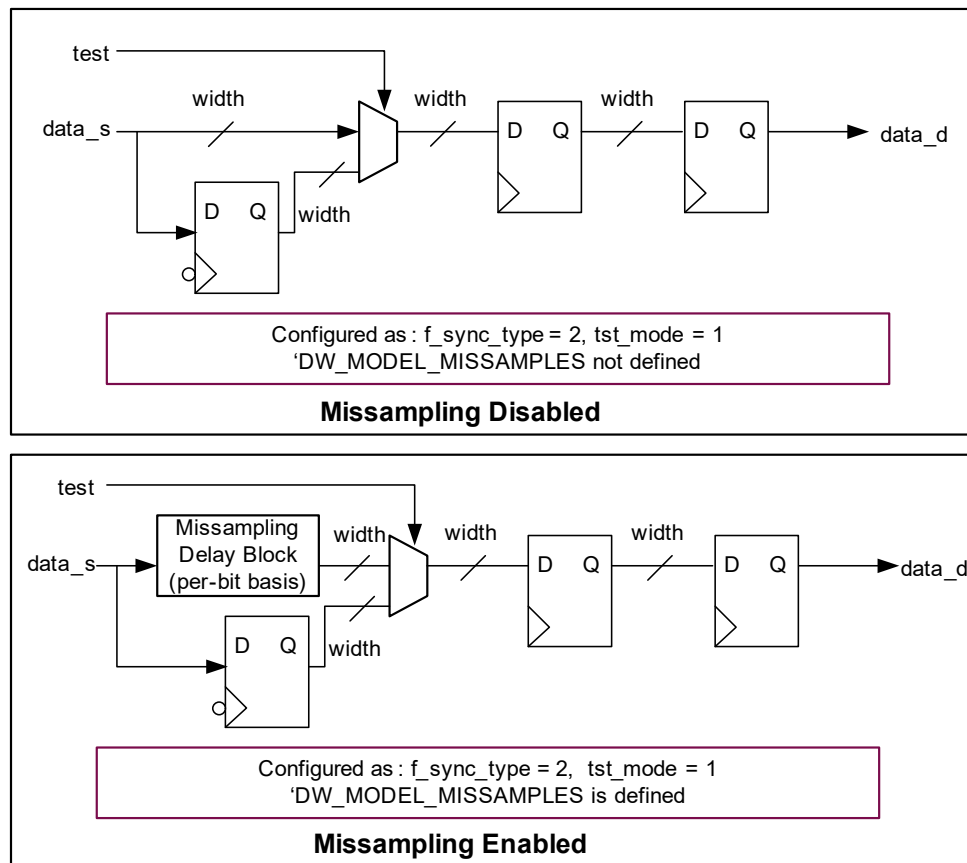 test
width
width
width
data_s
D Q
D Q
data_d
D Q
width
Configured as: f_sync_type = 2, tst_mode = 1
‘DW_MODEL_MISSAMPLES not defined
Missampling Disabled
test
Missampling
Delay Block
(per-bit basis)
width
width
width
data_s
D Q
D Q
data_d
D Q
width
Configured as: f_sync_type = 2, tst_mode = 1
‘DW_MODEL_MISSAMPLES is defined
Missampling Enabled